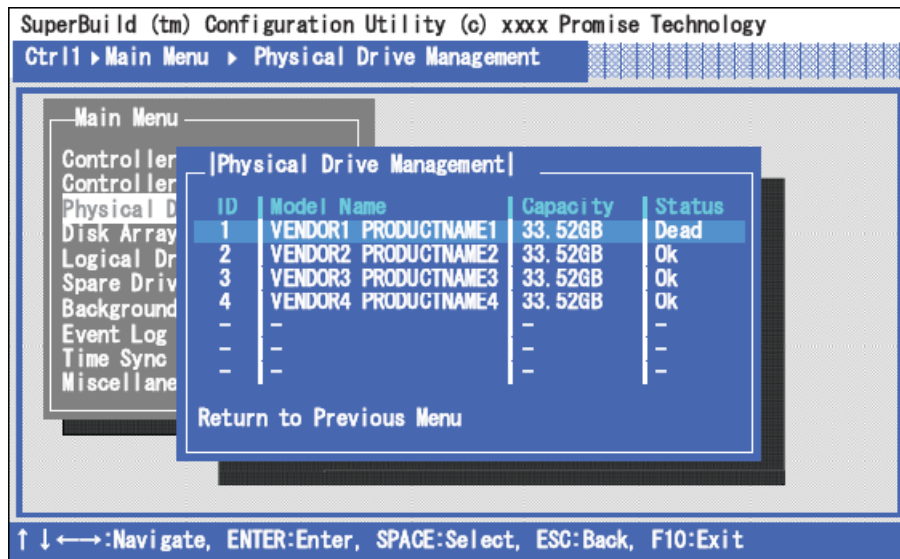 SuperBuild (tm) Configuration Utility (c) xxxx Promise Technology
Ctrl1 ▶ Main Menu ▶ Physical Drive Management
Main Menu
Controller
Controller
Physical D
Disk Array
Logical Dr
Spare Driv
Background
Event Log
Time Sync
Miscellane
|Physical Drive Management|
ID | Model Name | Capacity | Status
1 | VENDOR1 PRODUCTNAME1 | 33.52GB | Dead
2 | VENDOR2 PRODUCTNAME2 | 33.52GB | Ok
3 | VENDOR3 PRODUCTNAME3 | 33.52GB | Ok
4 | VENDOR4 PRODUCTNAME4 | 33.52GB | Ok
– | – | – | –
– | – | – | –
– | – | – | –
Return to Previous Menu
↑↓←→:Navigate, ENTER:Enter, SPACE:Select, ESC:Back, F10:Exit